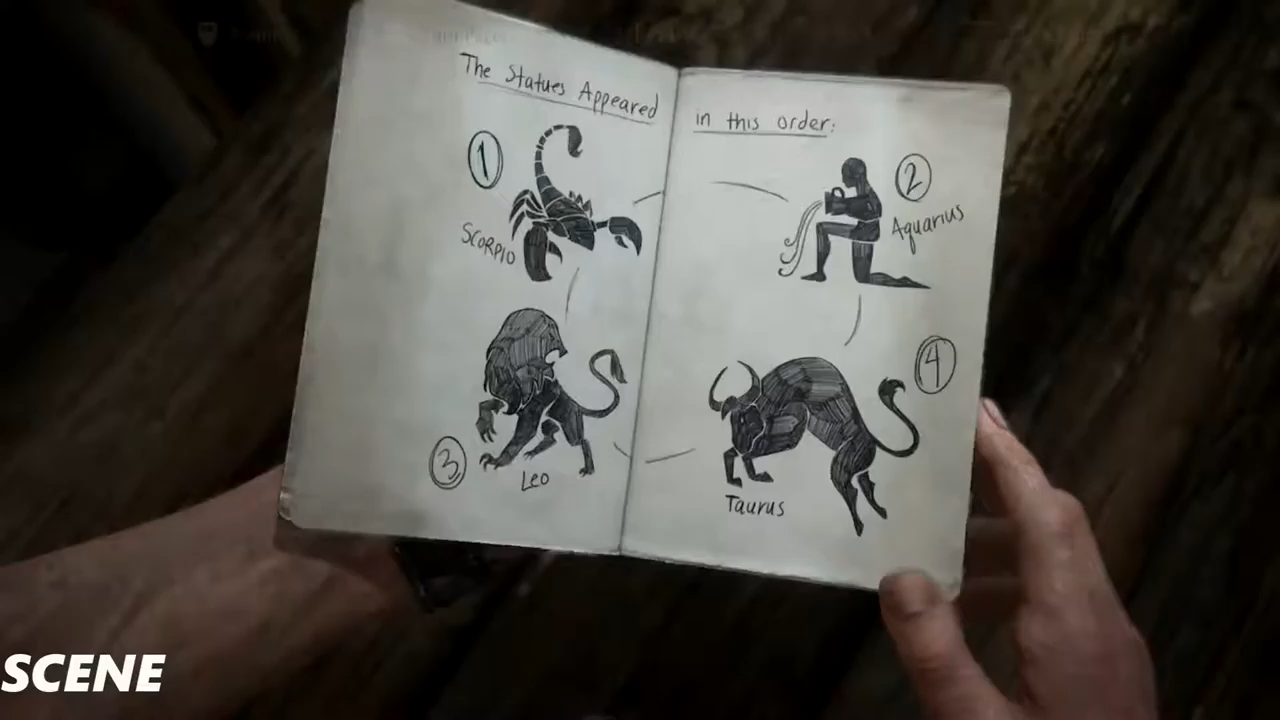 The Statues Appeared
in this order:
1
2
Scorpio
Aquarius
3
Leo
4
Taurus
SCENE